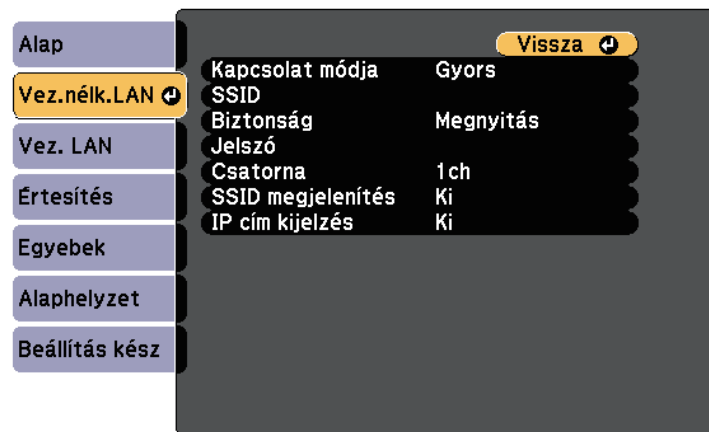 Alap
Vez.nélk.LAN
Vez. LAN
Értesítés
Egyebek
Alaphelyzet
Beállítás kész
Vissza
Kapcsolat módja Gyors
SSID
Biztonság Megnyitás
Jelszó
Csatorna 1ch
SSID megjelenítés Ki
IP cím kijelzés Ki